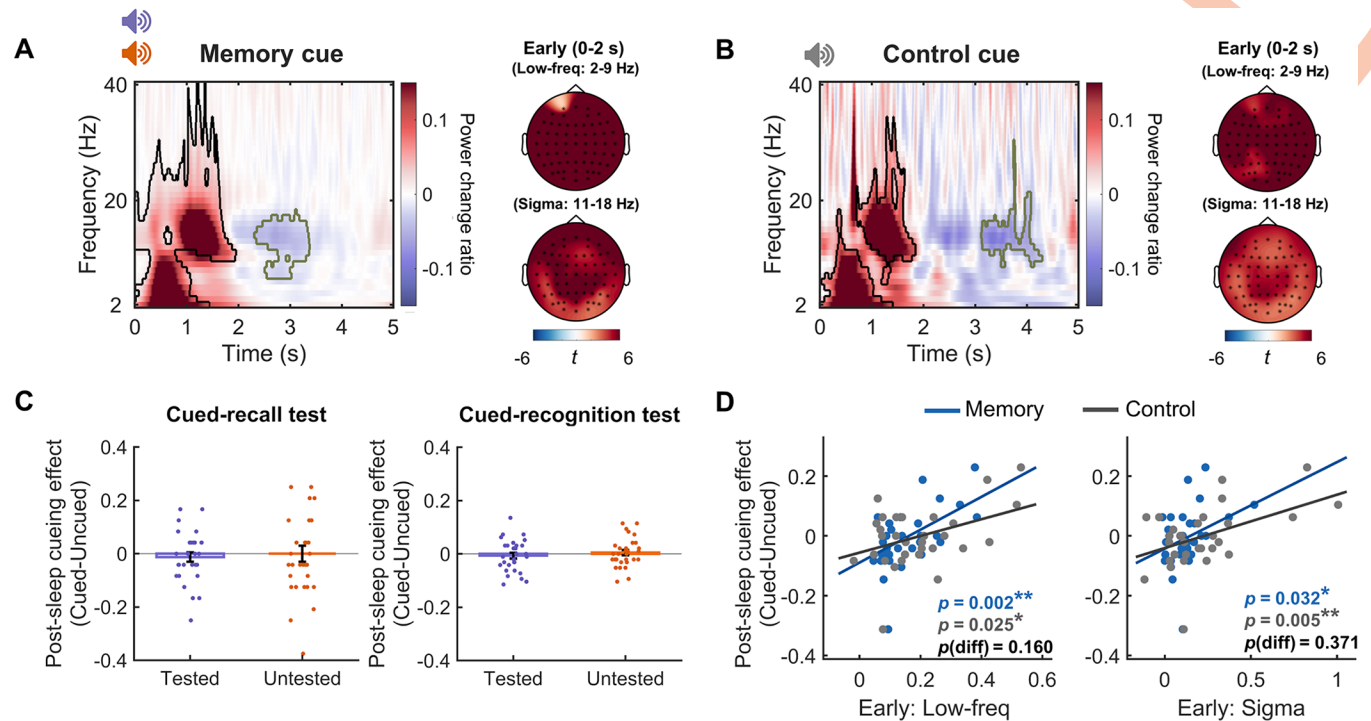 A
Memory cue
40
20
2
Frequency (Hz)
0 1 2 3 4 5
Time (s)
0.1
0
-0.1
Power change ratio
Early (0-2 s)
(Low-freq: 2-9 Hz)
(Sigma: 11-18 Hz)
-6 t 6
B
Control cue
40
20
2
Frequency (Hz)
0 1 2 3 4 5
Time (s)
0.1
0
-0.1
Power change ratio
Early (0-2 s)
(Low-freq: 2-9 Hz)
(Sigma: 11-18 Hz)
-6 t 6
C
Cued-recall test
Post-sleep cueing effect
(Cued-Uncued)
0.4
0.2
0
-0.2
-0.4
Tested Untested
Cued-recognition test
Post-sleep cueing effect
(Cued-Uncued)
0.4
0.2
0
-0.2
-0.4
Tested Untested
D
Memory Control
Post-sleep cueing effect
(Cued-Uncued)
0.2
0
-0.2
-0.4
p = 0.002**
p = 0.025*
p(diff) = 0.160
0 0.2 0.4 0.6
Early: Low-freq
0.2
0
-0.2
-0.4
p = 0.032*
p = 0.005**
p(diff) = 0.371
0 0.5 1
Early: Sigma